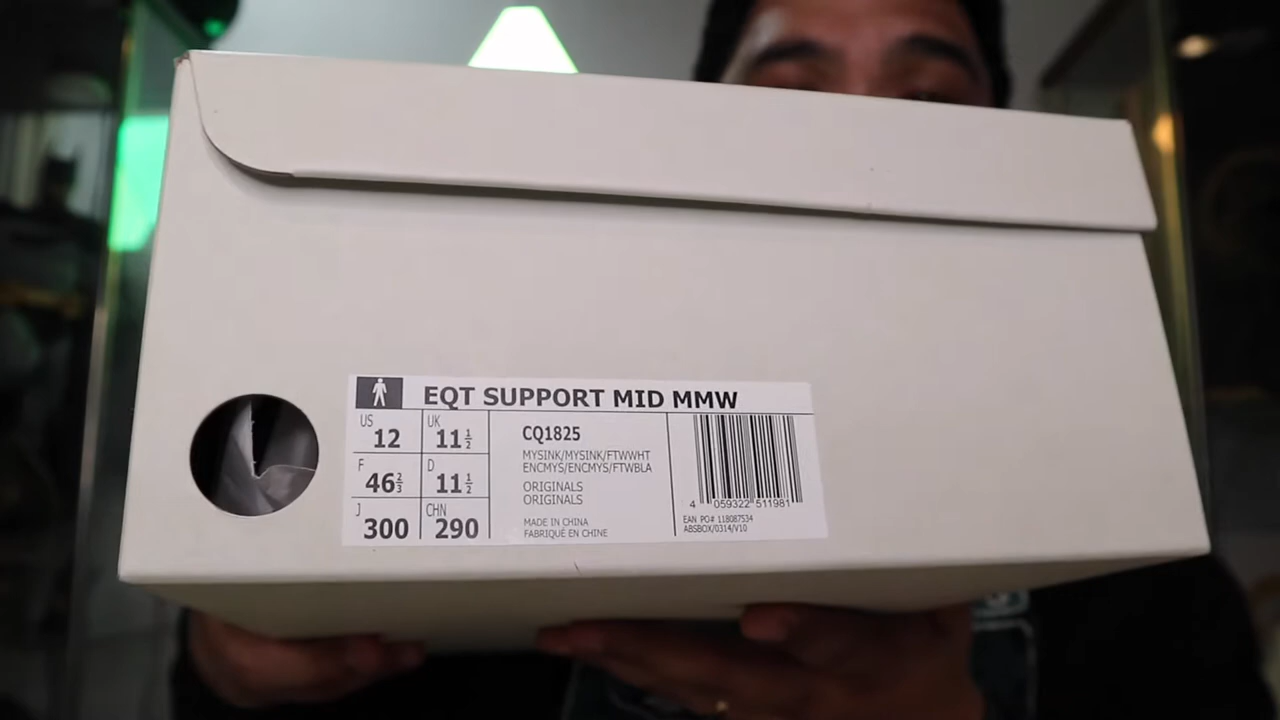 EQT SUPPORT MID MMW
US 12
UK 11 1/2
F 46 2/3
D 11 1/2
J 300
CHN 290
CQ1825
MYSINK/MYSINK/FTWWHT
ENCMYS/ENCMYS/FTWBLA
ORIGINALS
ORIGINALS
MADE IN CHINA
FABRIQUÉ EN CHINE
4 059322 511981
EAN PO# 118087534
ABSBOX/0314/V10